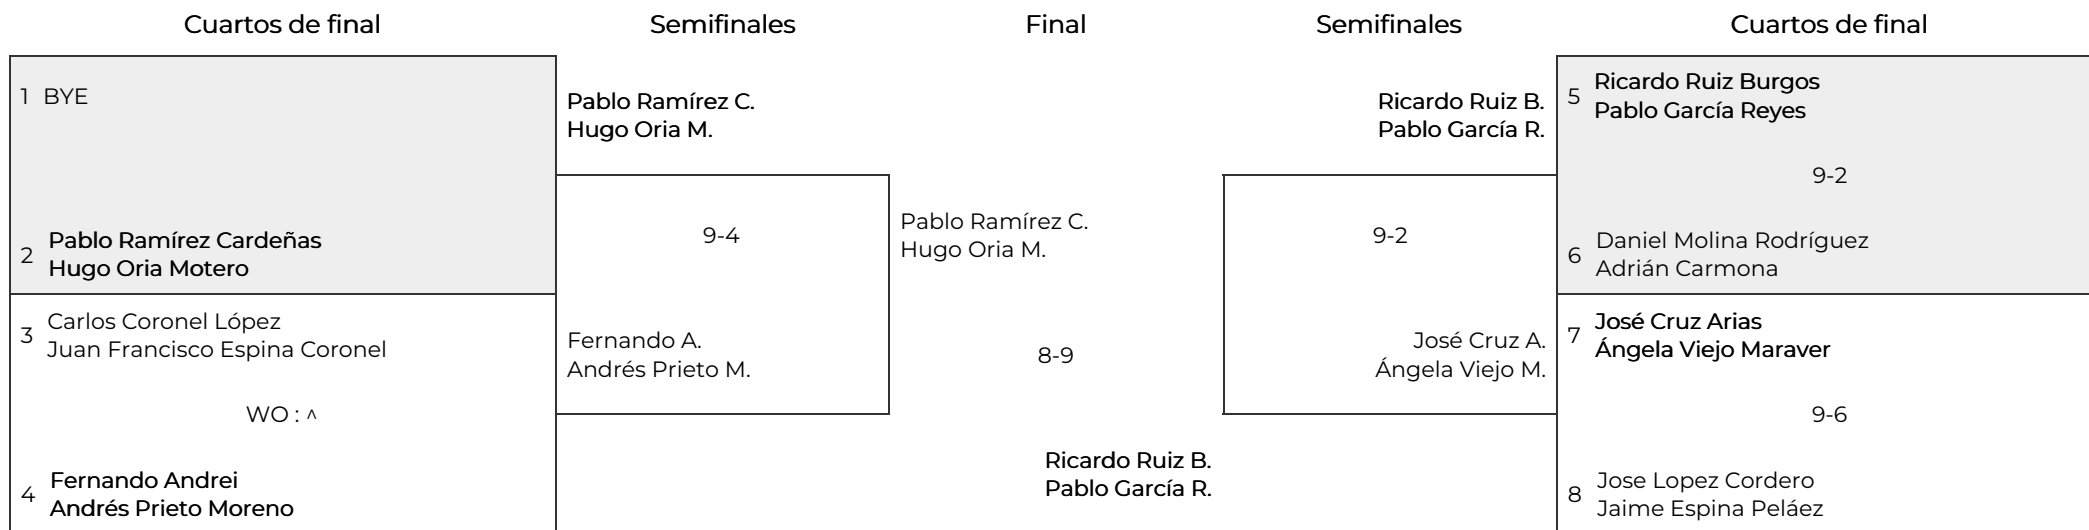 Cuartos de final
Semifinales
Final
Semifinales
Cuartos de final
1 BYE
2 Pablo Ramírez Cardeñas
Hugo Oria Motero
3 Carlos Coronel López
Juan Francisco Espina Coronel
WO : ^
4 Fernando Andrei
Andrés Prieto Moreno
Pablo Ramírez C.
Hugo Oria M.
9-4
Fernando A.
Andrés Prieto M.
Pablo Ramírez C.
Hugo Oria M.
8-9
Ricardo Ruiz B.
Pablo García R.
Ricardo Ruiz B.
Pablo García R.
9-2
José Cruz A.
Ángela Viejo M.
5 Ricardo Ruiz Burgos
Pablo García Reyes
9-2
6 Daniel Molina Rodríguez
Adrián Carmona
7 José Cruz Arias
Ángela Viejo Maraver
9-6
8 Jose Lopez Cordero
Jaime Espina Peláez